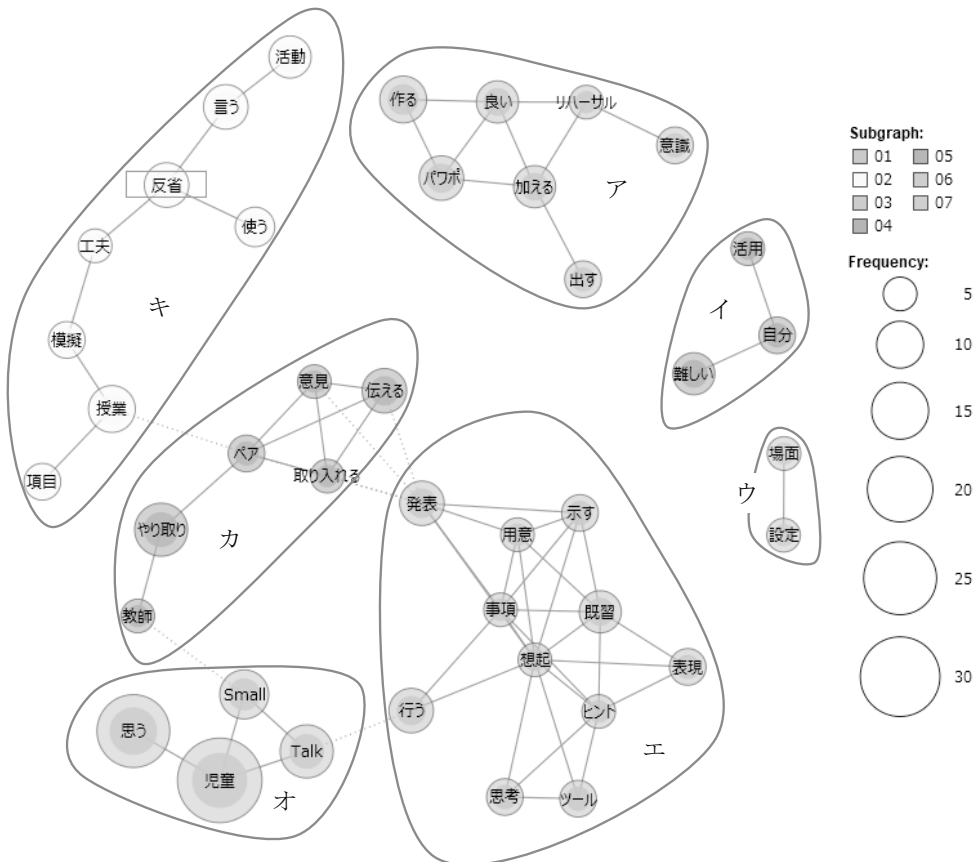 活動
言う
反省
使う
工夫
キ
模擬
授業
項目
作る
良い
リハーサル
意識
パワポ
加える
ア
出す
活用
イ
自分
難しい
場面
ウ
設定
意見
伝える
ペア
取り入れる
やり取り
カ
教師
発表
示す
用意
事項
既習
想起
表現
行う
ヒント
エ
思考
ツール
Small
思う
Talk
児童
オ
Subgraph:
01 05
02 06
03 07
04
Frequency:
5
10
15
20
25
30